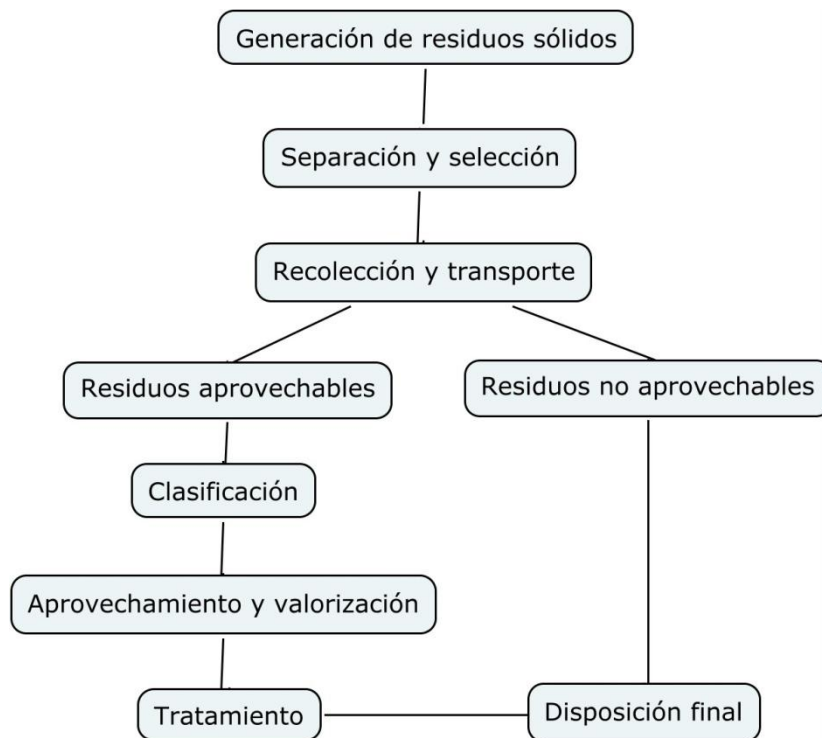 Generación de residuos sólidos
Separación y selección
Recolección y transporte
Residuos aprovechables
Residuos no aprovechables
Clasificación
Aprovechamiento y valorización
Tratamiento
Disposición final